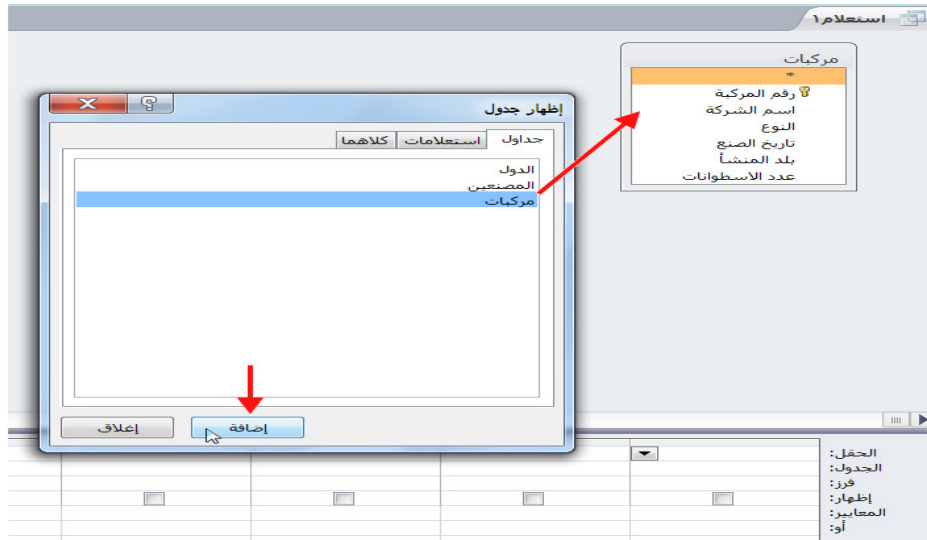 استعلام١
مركبات
*
رقم المركبة
اسم الشركة
النوع
تاريخ الصنع
بلد المنشأ
عدد الاسطوانات
إظهار جدول
جداول استعلامات كلاهما
الدول
المصنعين
مركبات
إضافة إغلاق
الحقل:
الجدول:
فرز:
إظهار:
المعايير:
أو: